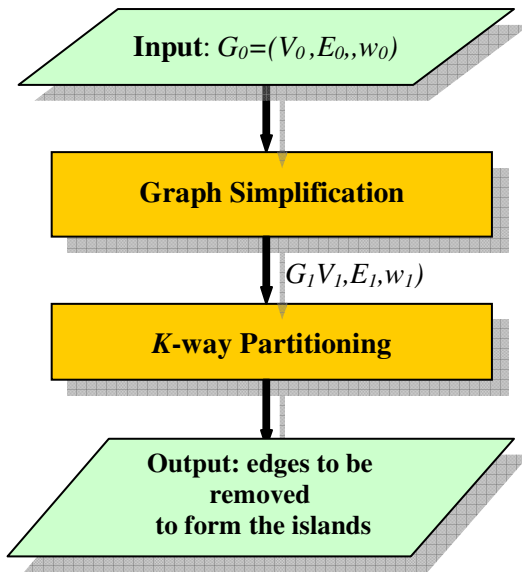 Input: G₀=(V₀,E₀,,w₀)
Graph Simplification
G₁V₁,E₁,w₁)
K-way Partitioning
Output: edges to be
removed
to form the islands